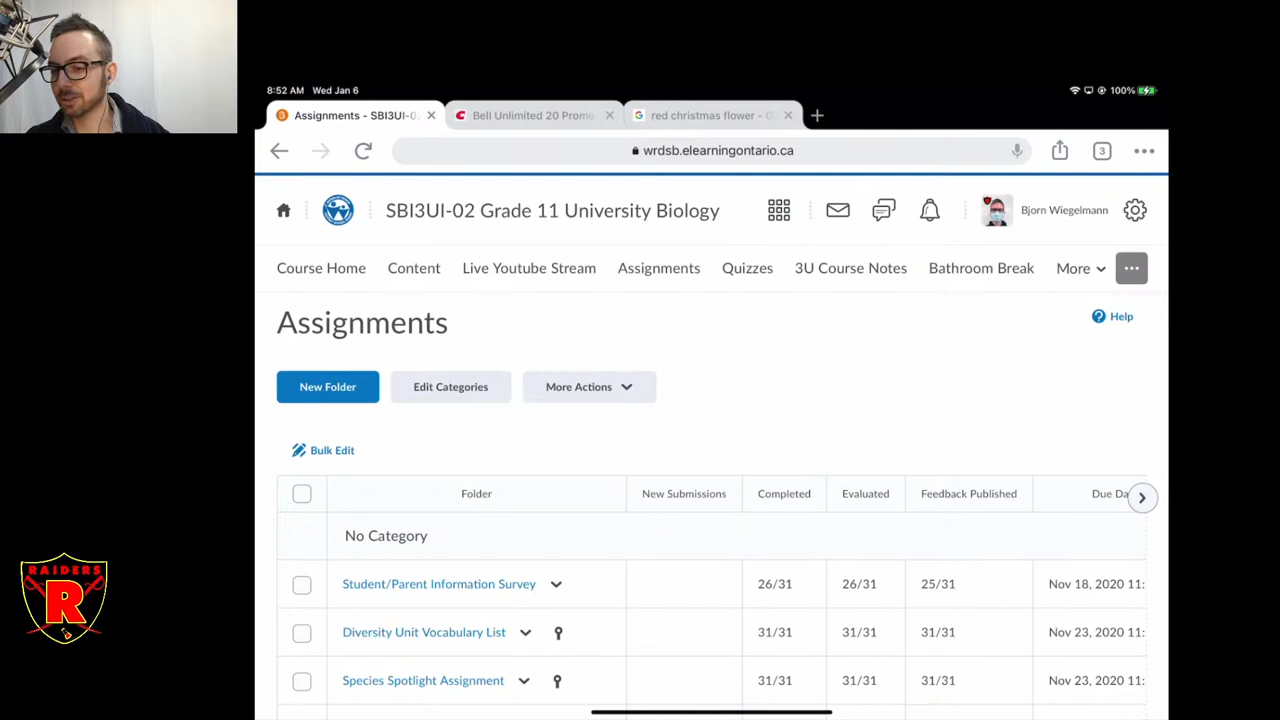 8:52 AM Wed Jan 6 100%
Assignments - SBI3UI-02 Bell Unlimited 20 Promo red christmas flower - G
wrdsb.elearningontario.ca 3
SBI3UI-02 Grade 11 University Biology Bjorn Wiegelmann
Course Home Content Live Youtube Stream Assignments Quizzes 3U Course Notes Bathroom Break More
Assignments Help
New Folder Edit Categories More Actions
Bulk Edit
Folder New Submissions Completed Evaluated Feedback Published Due Da
No Category
Student/Parent Information Survey 26/31 26/31 25/31 Nov 18, 2020 11:
Diversity Unit Vocabulary List 31/31 31/31 31/31 Nov 23, 2020 11:
Species Spotlight Assignment 31/31 31/31 31/31 Nov 23, 2020 11:
RAIDERS
R